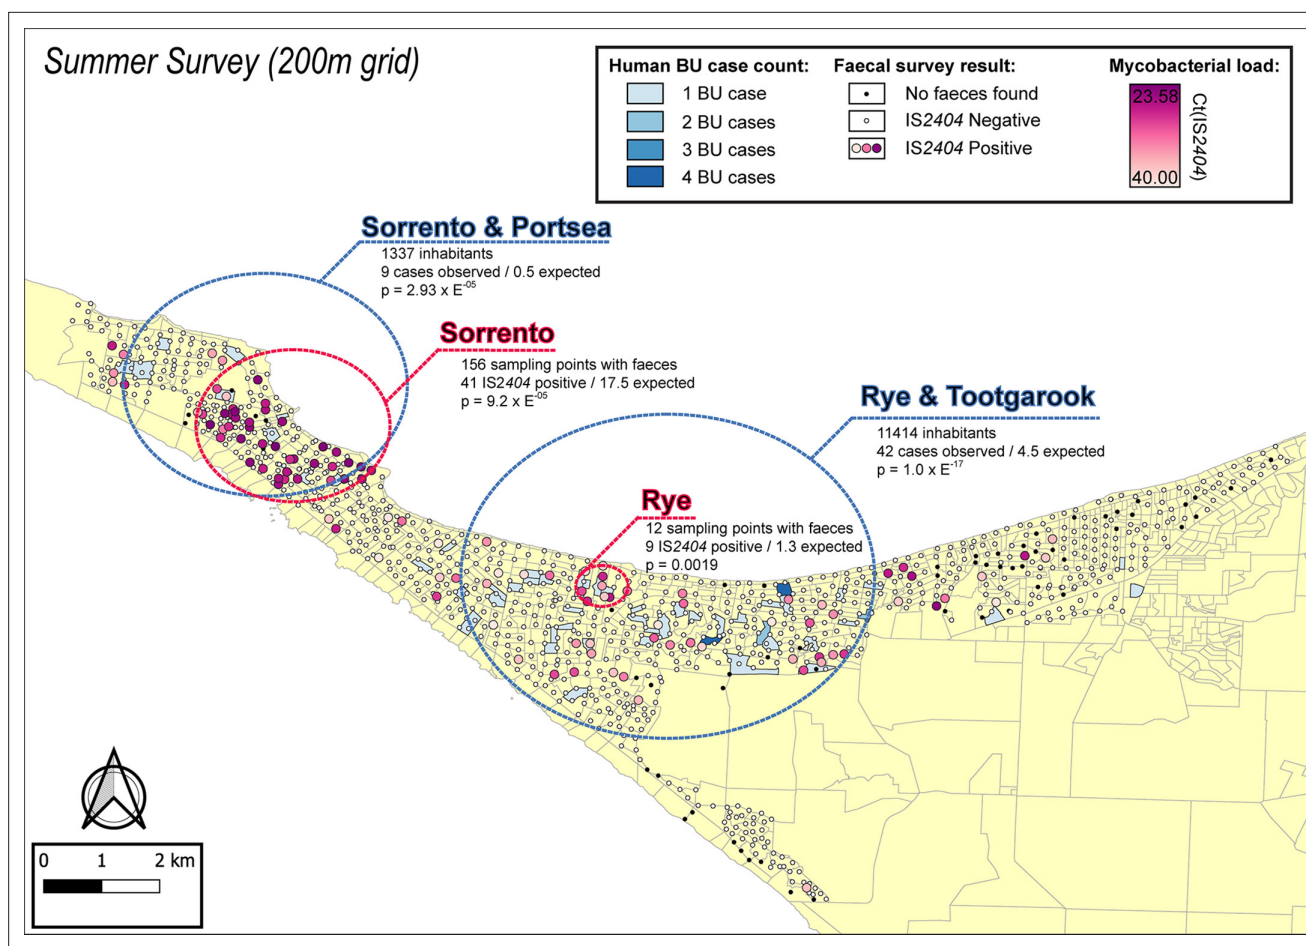 Summer Survey (200m grid)
Human BU case count:
1 BU case
2 BU cases
3 BU cases
4 BU cases
Faecal survey result:
No faeces found
IS2404 Negative
IS2404 Positive
Mycobacterial load:
23.58
40.00
Ct(IS2404)
Sorrento & Portsea
1337 inhabitants
9 cases observed / 0.5 expected
p = 2.93 x E-05
Sorrento
156 sampling points with faeces
41 IS2404 positive / 17.5 expected
p = 9.2 x E-05
Rye & Tootgarook
11414 inhabitants
42 cases observed / 4.5 expected
p = 1.0 x E-17
Rye
12 sampling points with faeces
9 IS2404 positive / 1.3 expected
p = 0.0019
0 1 2 km